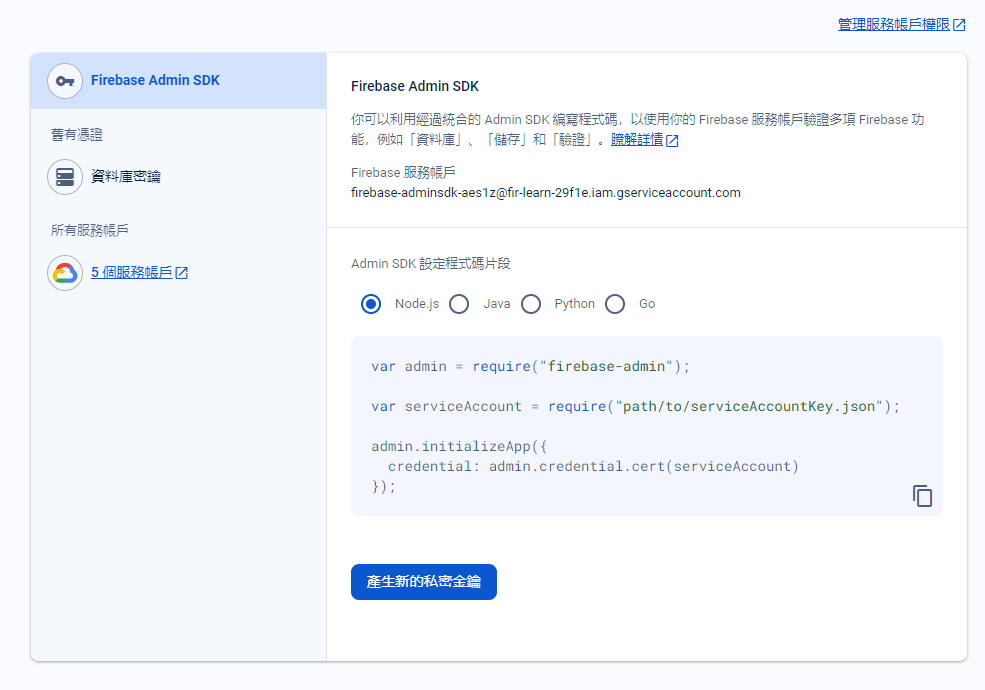 管理服務帳戶權限
Firebase Admin SDK
舊有憑證
資料庫密鑰
所有服務帳戶
5 個服務帳戶
Firebase Admin SDK
你可以利用經過統合的 Admin SDK 編寫程式碼，以使用你的 Firebase 服務帳戶驗證多項 Firebase 功
能，例如「資料庫」、「儲存」和「驗證」。瞭解詳情
Firebase 服務帳戶
firebase-adminsdk-aes1z@fir-learn-29f1e.iam.gserviceaccount.com
Admin SDK 設定程式碼片段
Node.js Java Python Go
var admin = require("firebase-admin");
var serviceAccount = require("path/to/serviceAccountKey.json");
admin.initializeApp({
  credential: admin.credential.cert(serviceAccount)
});
產生新的私密金鑰